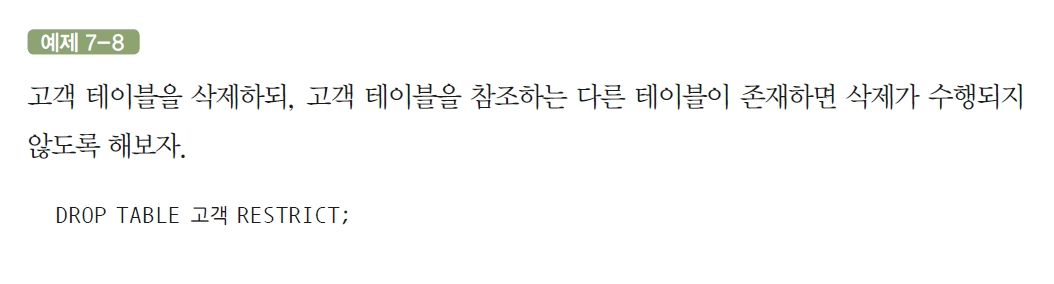 예제 7-8
고객 테이블을 삭제하되, 고객 테이블을 참조하는 다른 테이블이 존재하면 삭제가 수행되지
않도록 해보자.
DROP TABLE 고객 RESTRICT;